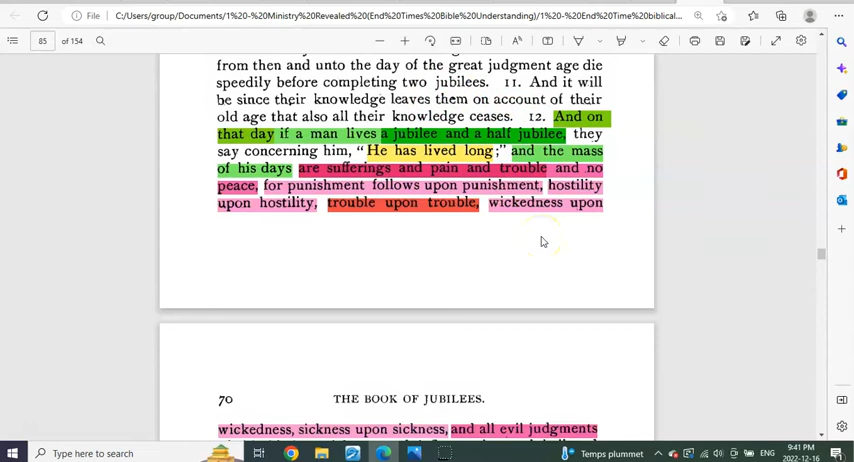 File
C:/Users/group/Documents/1%20-%20Ministry%20Revealed(End%20Times%20Bible%20Understanding)/1%20-%20End%20Time%20biblical...
85 of 154
from then and unto the day of the great judgment age die
speedily before completing two jubilees. 11. And it will
be since their knowledge leaves them on account of their
old age that also all their knowledge ceases. 12. And on
that day if a man lives a jubilee and a half jubilee, they
say concerning him, "He has lived long;" and the mass
of his days are sufferings and pain and trouble and no
peace, for punishment follows upon punishment, hostility
upon hostility, trouble upon trouble, wickedness upon
70 THE BOOK OF JUBILEES.
wickedness, sickness upon sickness, and all evil judgments
Type here to search
Temps plummet
ENG
9:41 PM
2022-12-16